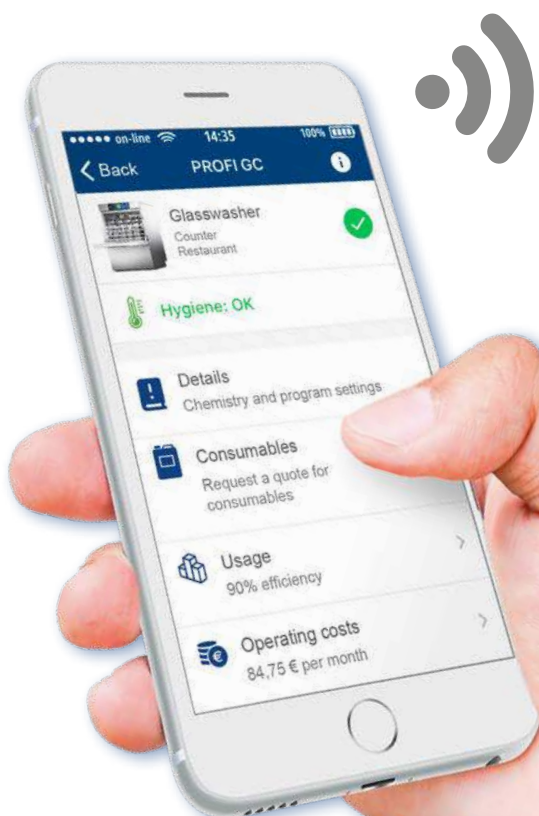 on-line 14:35 100%
Back PROFI GC i
Glasswasher
Counter
Restaurant
Hygiene: OK
Details
Chemistry and program settings
Consumables
Request a quote for
consumables
Usage
90% efficiency
Operating costs
84,75 € per month